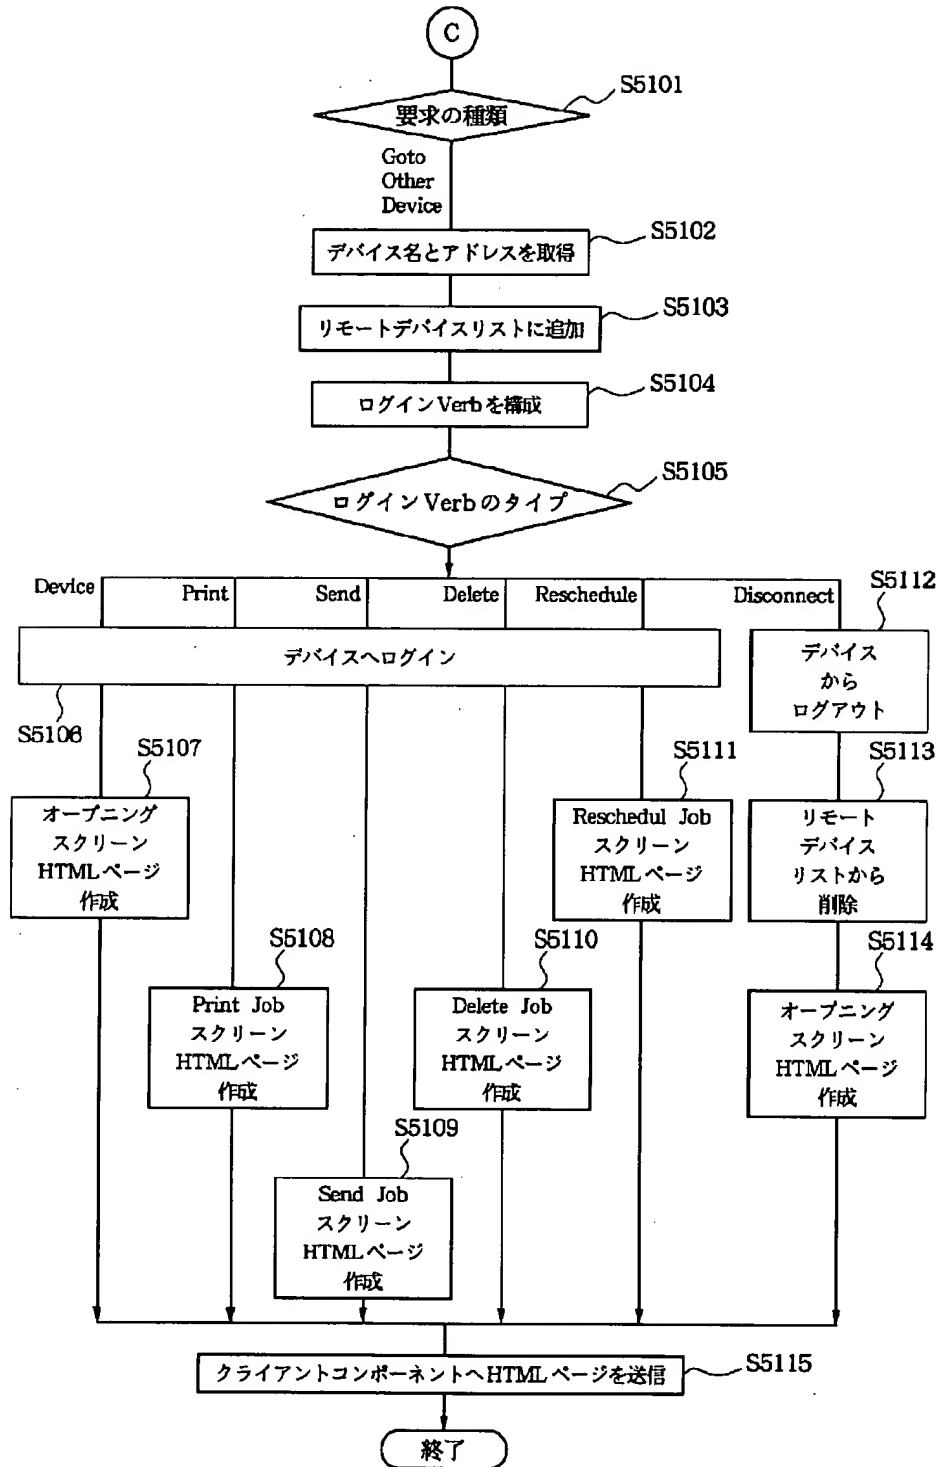 C
S5101
要求の種類
Goto
Other
Device
S5102
デバイス名とアドレスを取得
S5103
リモートデバイスリストに追加
S5104
ログインVerbを構成
S5105
ログインVerbのタイプ
Device
Print
Send
Delete
Reschedule
Disconnect
S5112
デバイスへログイン
デバイス
から
ログアウト
S5106
S5107
オープニング
スクリーン
HTMLページ
作成
S5111
Reschedul Job
スクリーン
HTMLページ
作成
S5113
リモート
デバイス
リストから
削除
S5108
Print Job
スクリーン
HTMLページ
作成
S5110
Delete Job
スクリーン
HTMLページ
作成
S5114
オープニング
スクリーン
HTMLページ
作成
S5109
Send Job
スクリーン
HTMLページ
作成
クライアントコンポーネントへHTMLページを送信
S5115
終了